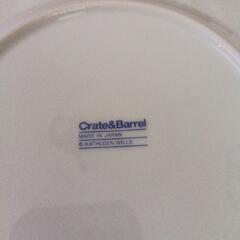 Crate&Barrel
MADE IN JAPAN
© KATHLEEN WILLS